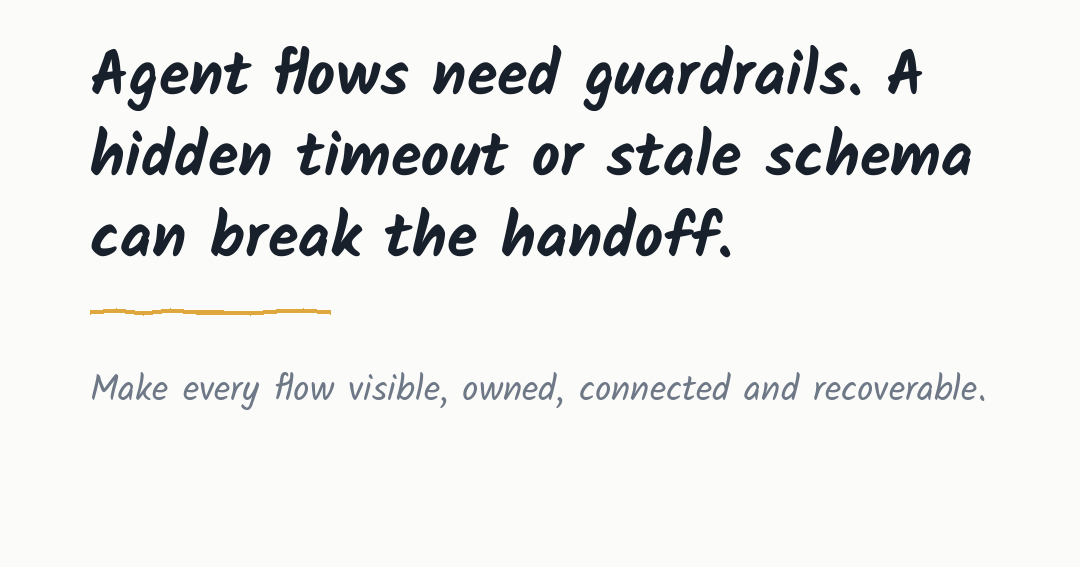 Agent flows need guardrails. A
hidden timeout or stale schema
can break the handoff.
Make every flow visible, owned, connected and recoverable.